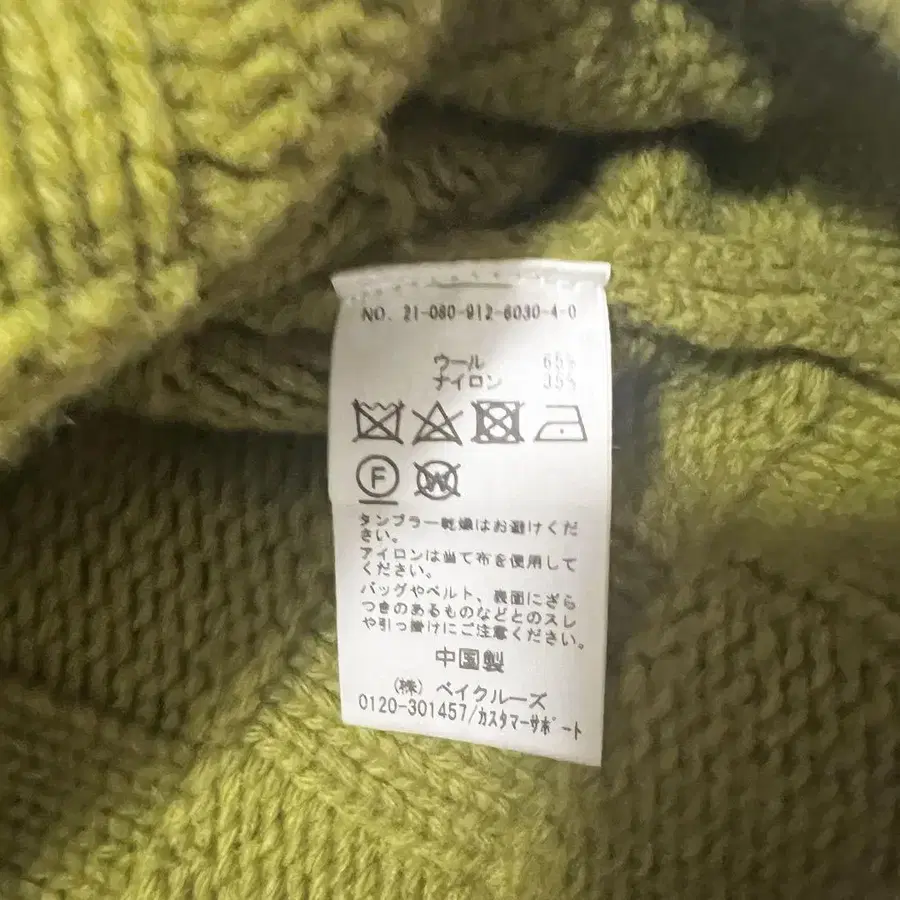 NO. 21-080-912-6030-4-0
ウール 65%
ナイロン 35%
F
W
タンブラー乾燥はお避けくだ
さい。
アイロンは当て布を使用して
ください。
バッグやベルト、表面にざら
つきのあるものなどとのスレ
や引っ掛けにご注意ください。
中国製
(株) ベイクルーズ
0120-301457/カスタマーサポート